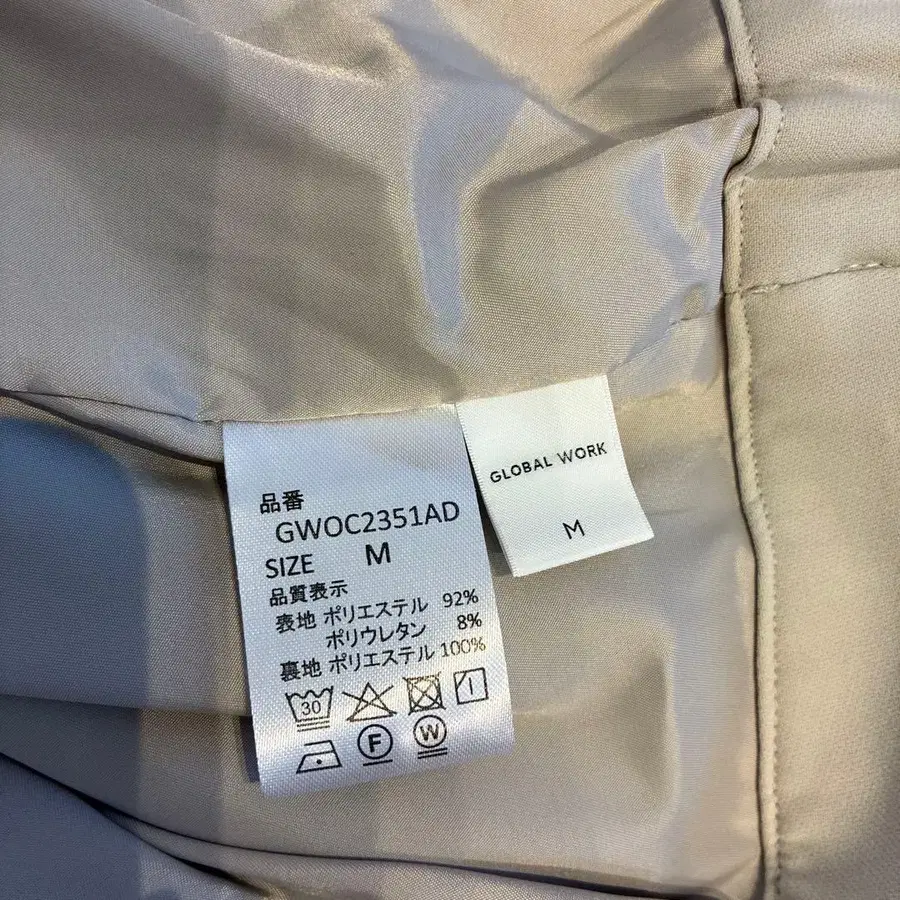 品番
GWOC2351AD
SIZE M
品質表示
表地 ポリエステル 92%
ポリウレタン 8%
裏地 ポリエステル 100%
30
F
W
GLOBAL WORK
M